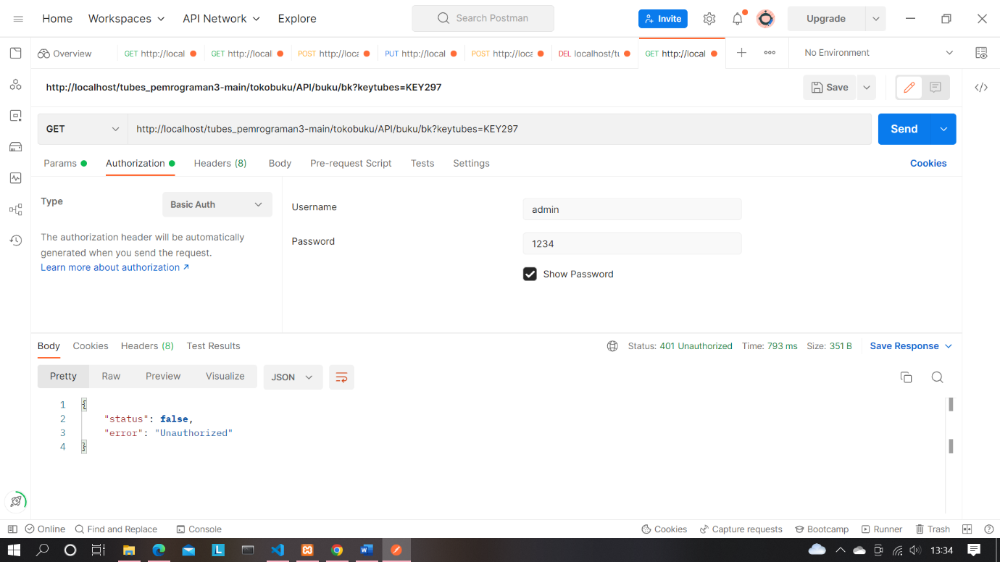 Home Workspaces API Network Explore Search Postman Invite Upgrade
Overview GET http://local GET http://local POST http://loca PUT http://local POST http://loca DEL localhost/tu GET http://local No Environment
http://localhost/tubes_pemrograman3-main/tokobuku/API/buku/bk?keytubes=KEY297 Save
GET http://localhost/tubes_pemrograman3-main/tokobuku/API/buku/bk?keytubes=KEY297 Send
Params Authorization Headers (8) Body Pre-request Script Tests Settings Cookies
Type Basic Auth Username admin
The authorization header will be automatically
generated when you send the request.
Learn more about authorization ↗
Password 1234
Show Password
Body Cookies Headers (8) Test Results Status: 401 Unauthorized Time: 793 ms Size: 351 B Save Response
Pretty Raw Preview Visualize JSON
1 {
2 "status": false,
3 "error": "Unauthorized"
4 }
Online Find and Replace Console Cookies Capture requests Bootcamp Runner Trash
13:34